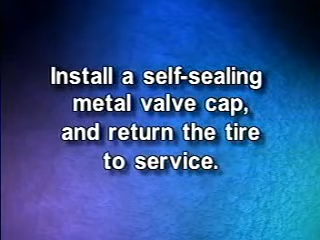 Install a self-sealing
metal valve cap,
and return the tire
to service.